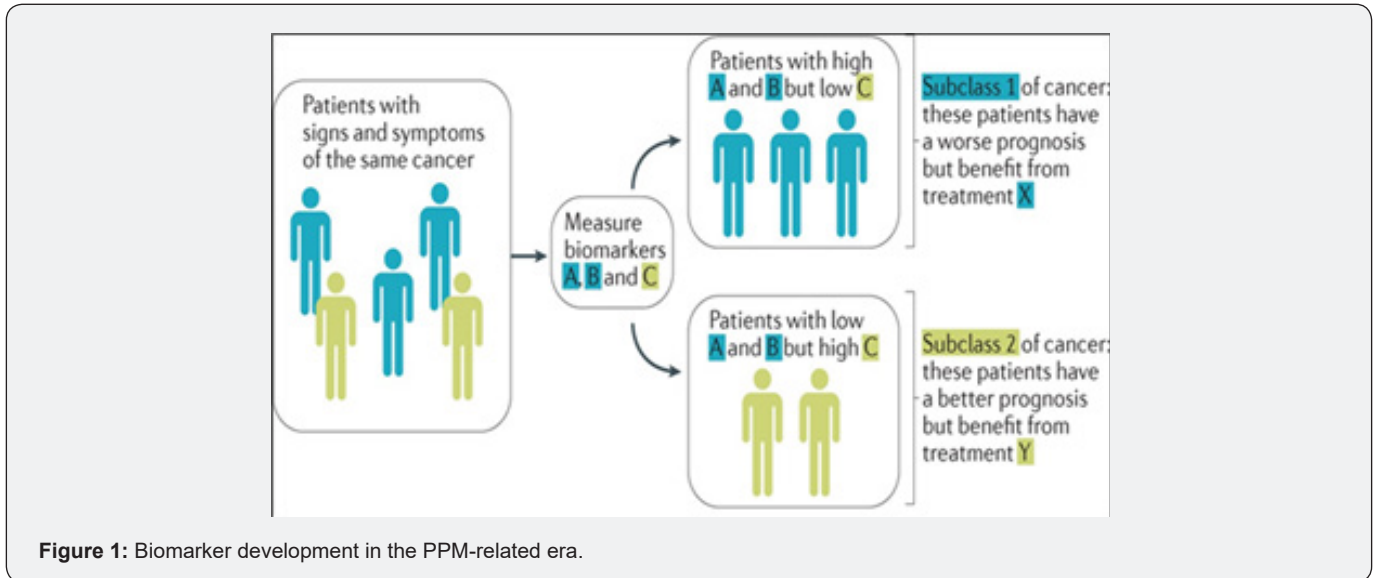 Patients with
signs and symptoms
of the same cancer
Measure
biomarkers
A, B and C
Patients with high
A and B but low C
Subclass 1 of cancer:
these patients have
a worse prognosis
but benefit from
treatment X
Patients with low
A and B but high C
Subclass 2 of cancer:
these patients have
a better prognosis
but benefit from
treatment Y
Figure 1: Biomarker development in the PPM-related era.